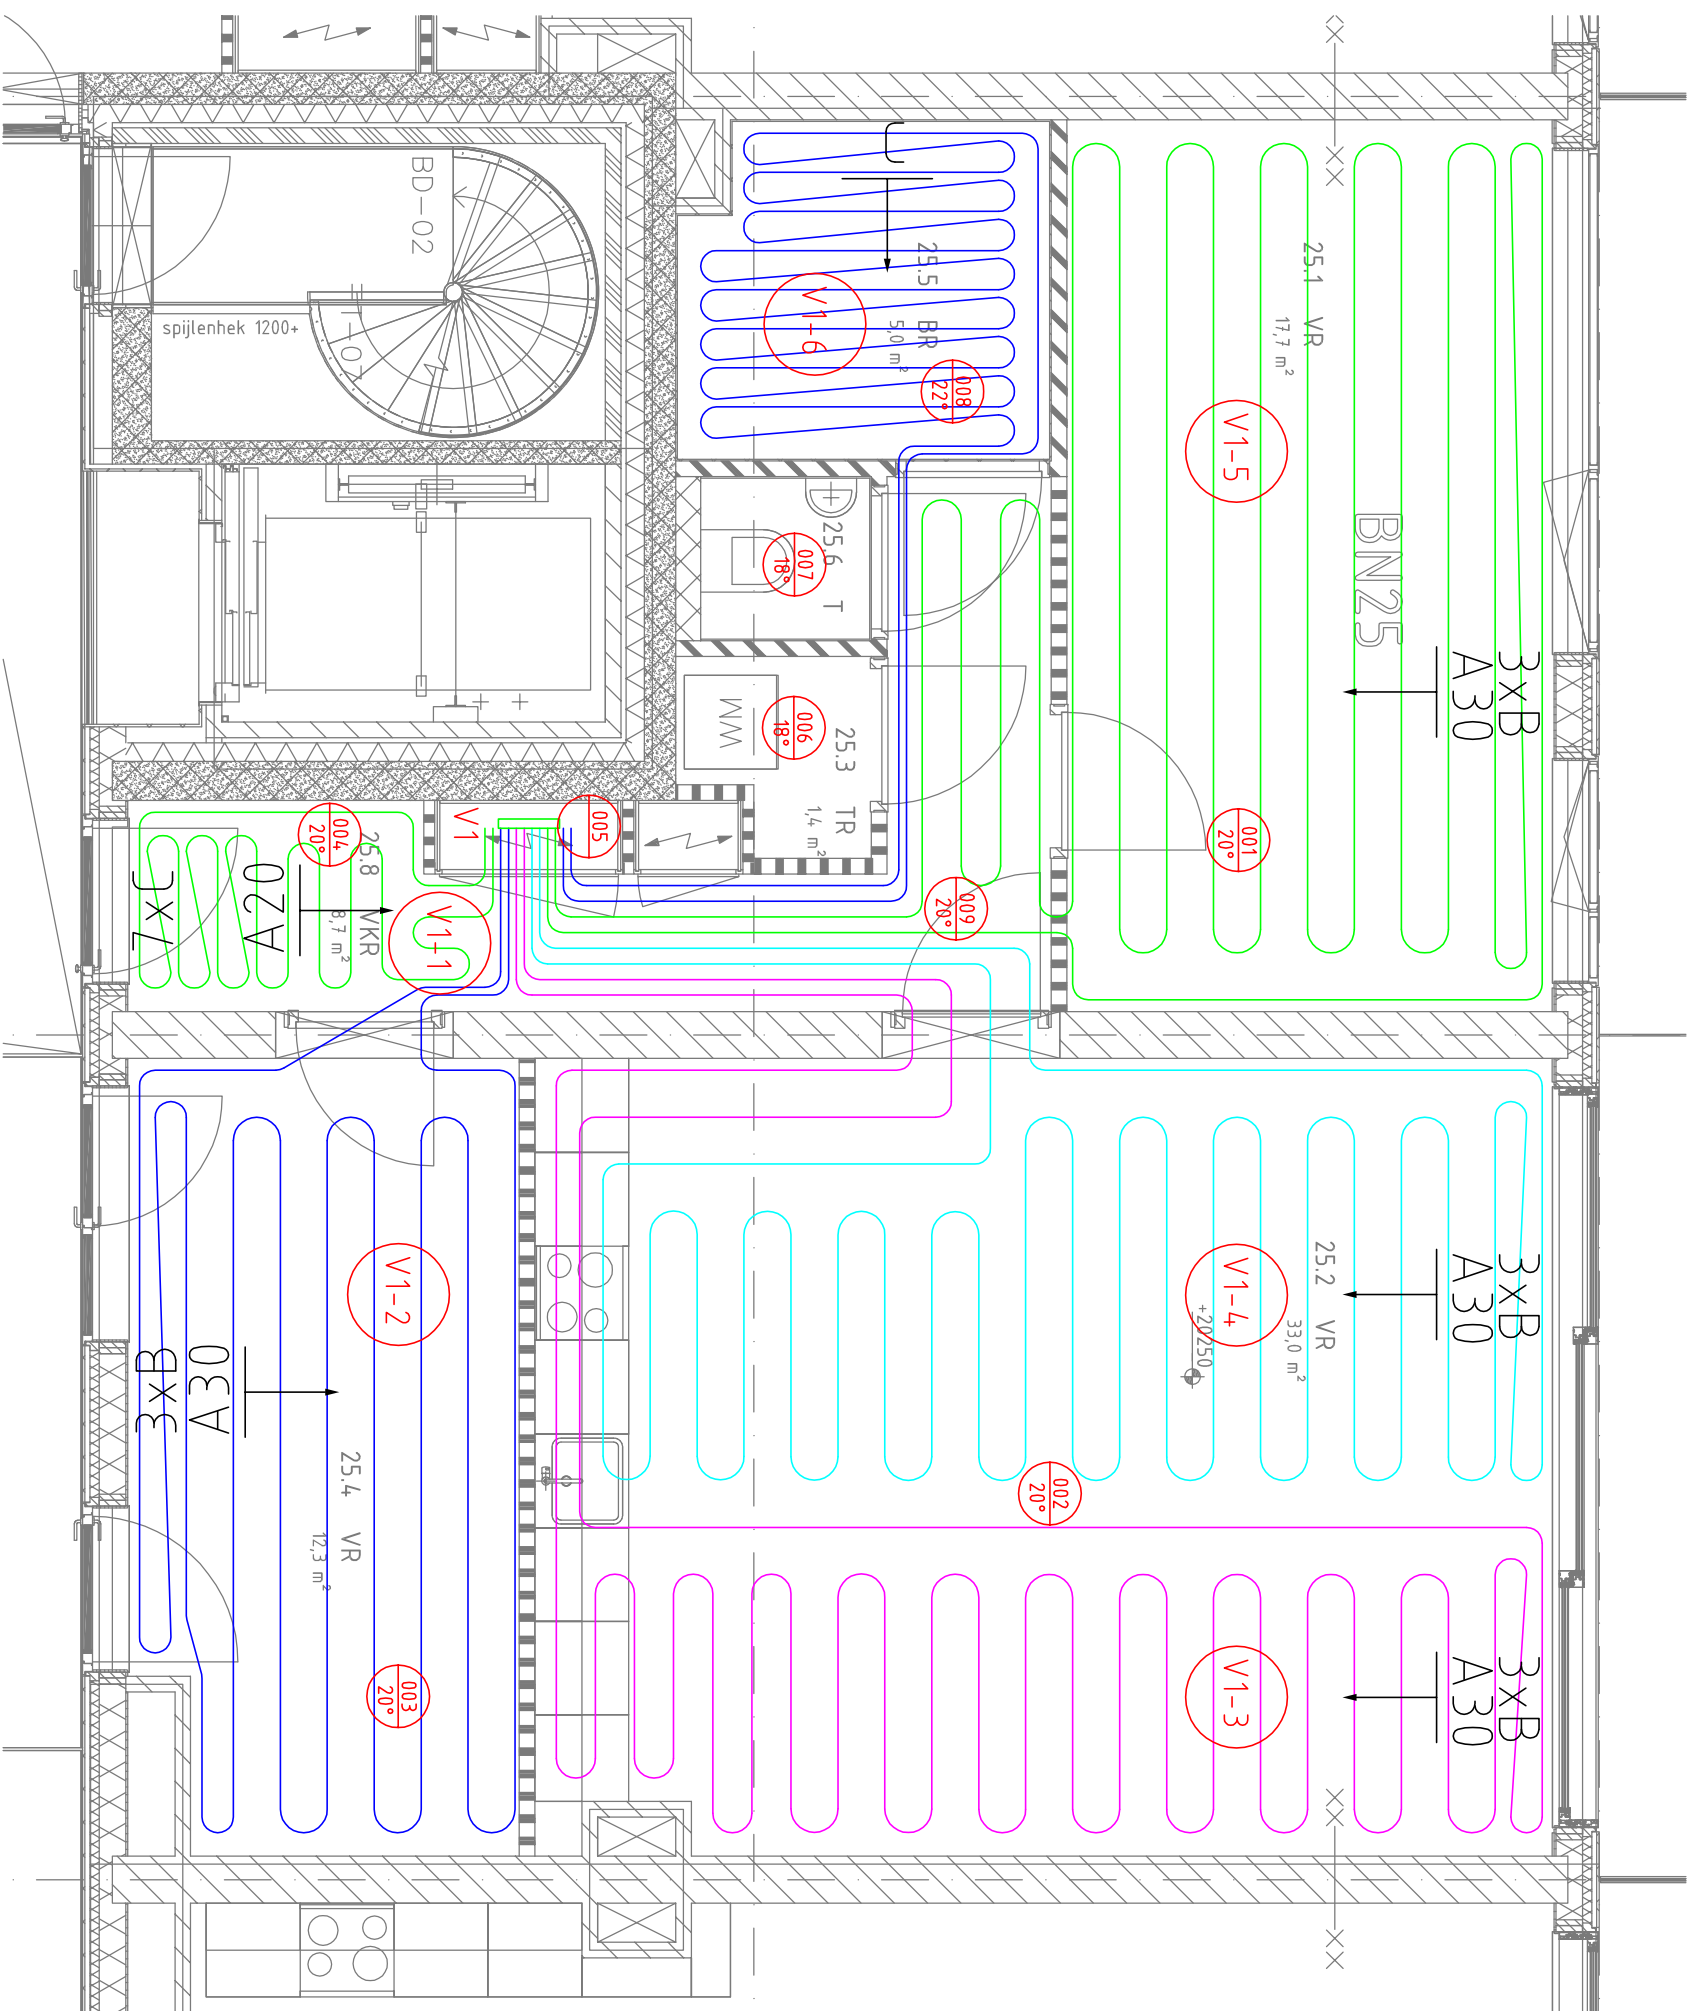 BD-02
T1-01
spijlenhek 1200+
25.5 BR
5,0 m²
V1-6
008
22°
25.1 VR
17,7 m²
V1-5
BN25
3xB
A30
001
20°
25.6 T
007
18°
WM
006
18°
25.3 TR
1,4 m²
V1
005
004
20°
25.8 VKR
8,7 m²
V1-1
7xJ
A20
009
20°
V1-2
3xB
A30
25.4 VR
12,3 m²
003
20°
V1-4
25.2 VR
33,0 m²
+20250
3xB
A30
002
20°
V1-3
3xB
A30